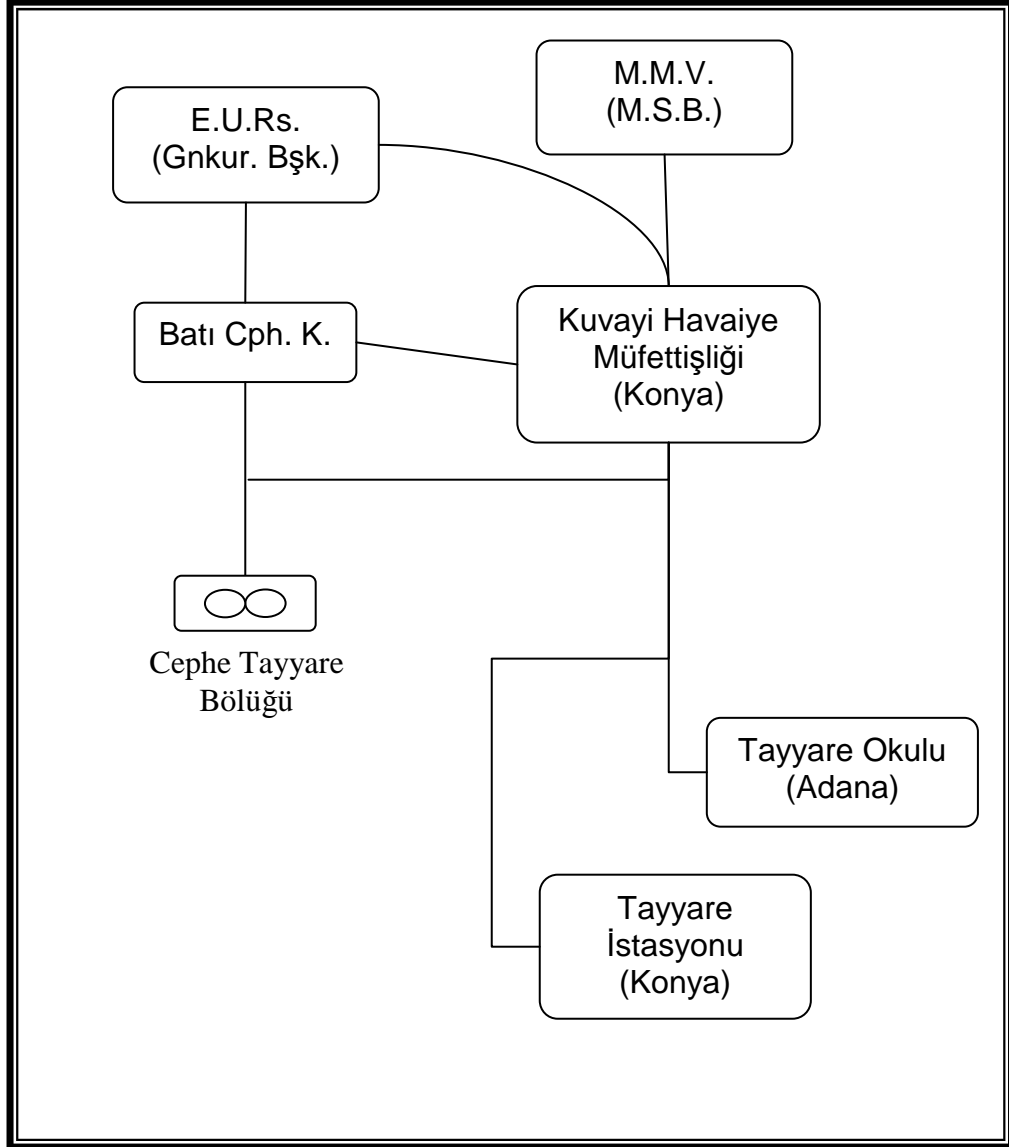 M.M.V.
(M.S.B.)
E.U.Rs.
(Gnkur. Bşk.)
Batı Cph. K.
Kuvayi Havaiye
Müfettişliği
(Konya)
Cephe Tayyare
Bölüğü
Tayyare Okulu
(Adana)
Tayyare
İstasyonu
(Konya)